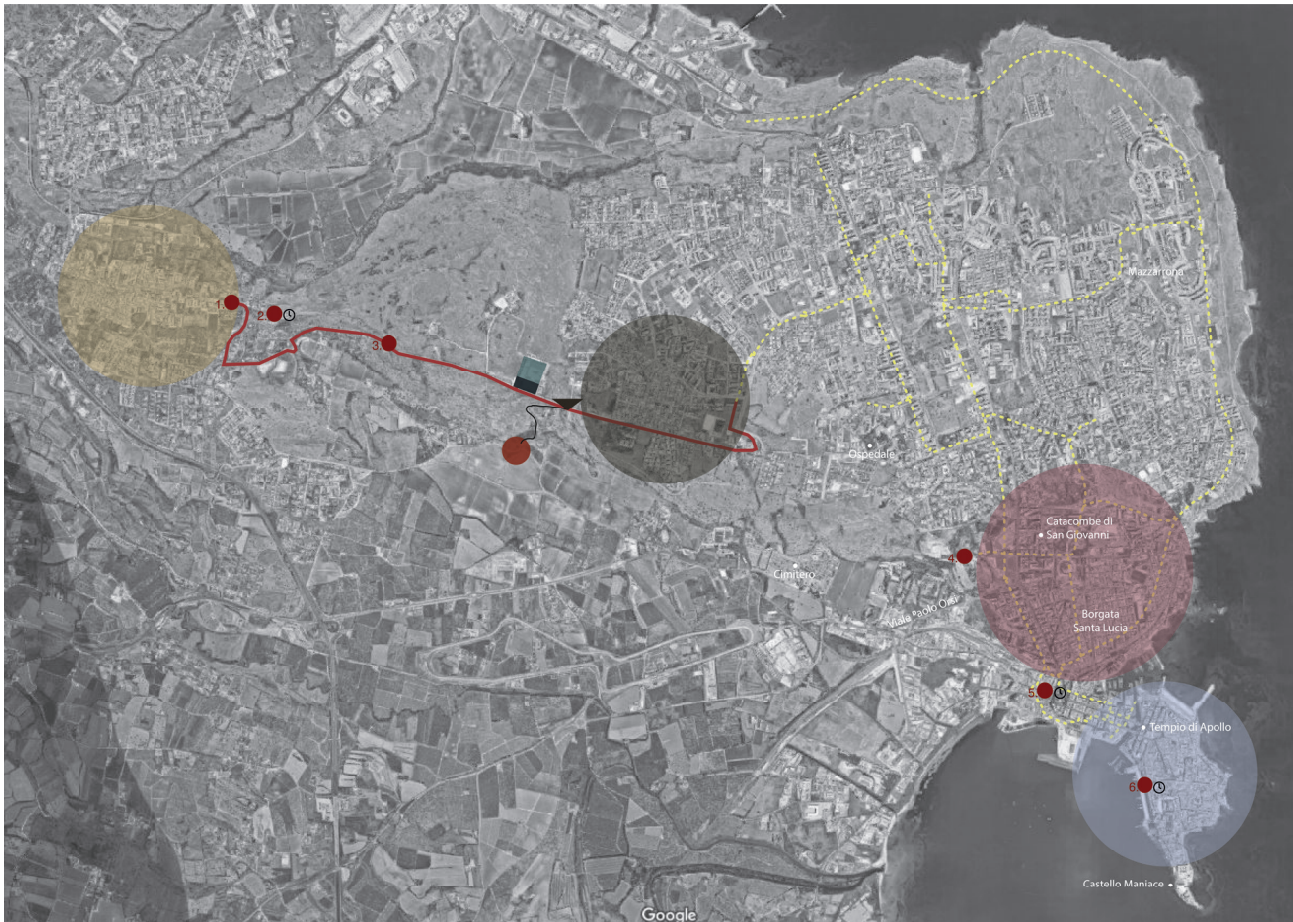 Mazzarrona
1.
2.
3.
Ospedale
Catacombe di
San Giovanni
4.
Cimitero
Viale Paolo Orsi
Borgata
Santa Lucia
5.
Tempio di Apollo
6.
Castello Maniace
Google